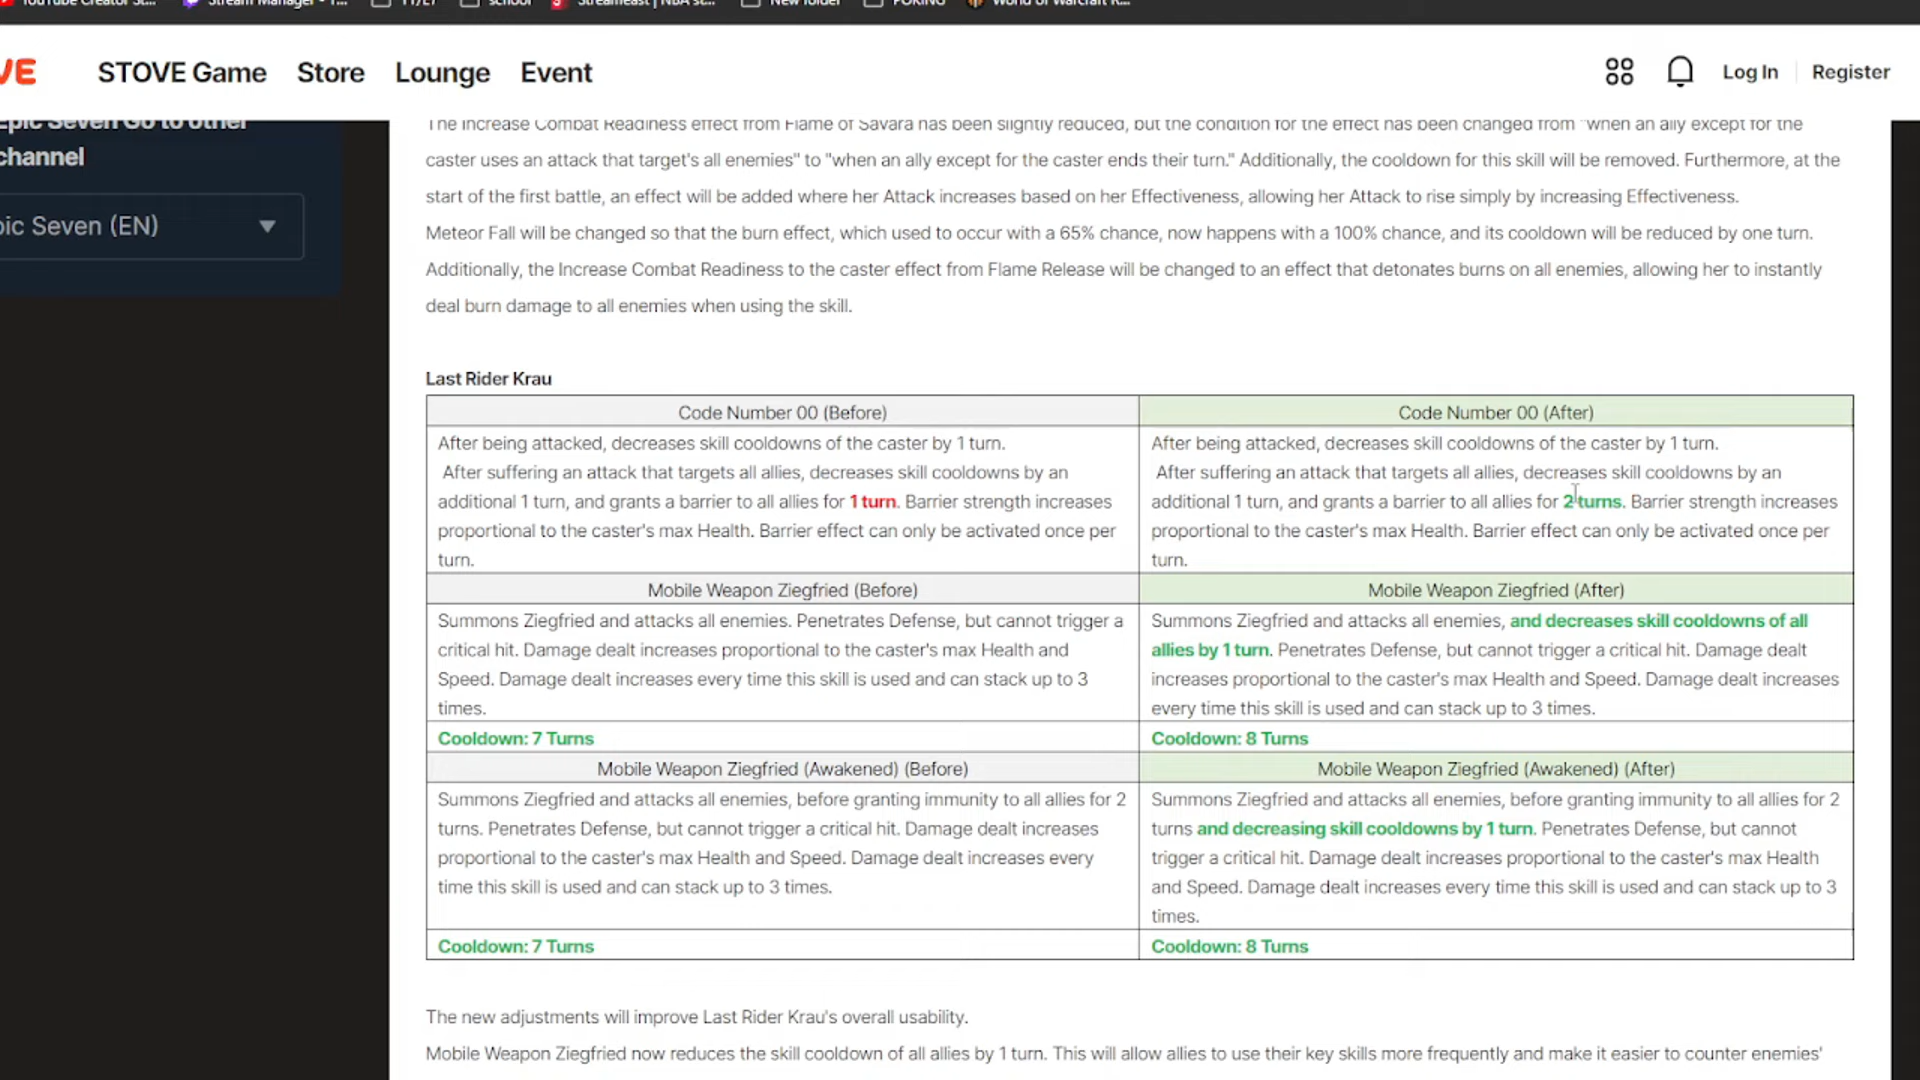 YouTube Creator St...
Stream Manager - T...
school
Streameast | NBA st...
New folder
POKING
World of Warcraft R...
VE
STOVE Game
Store
Lounge
Event
Log In
Register
Epic Seven Go to other
channel
pic Seven (EN)
The Increase Combat Readiness effect from Flame of Savara has been slightly reduced, but the condition for the effect has been changed from "when an ally except for the
caster uses an attack that target's all enemies" to "when an ally except for the caster ends their turn." Additionally, the cooldown for this skill will be removed. Furthermore, at the
start of the first battle, an effect will be added where her Attack increases based on her Effectiveness, allowing her Attack to rise simply by increasing Effectiveness.
Meteor Fall will be changed so that the burn effect, which used to occur with a 65% chance, now happens with a 100% chance, and its cooldown will be reduced by one turn.
Additionally, the Increase Combat Readiness to the caster effect from Flame Release will be changed to an effect that detonates burns on all enemies, allowing her to instantly
deal burn damage to all enemies when using the skill.
Last Rider Krau
Code Number 00 (Before)
After being attacked, decreases skill cooldowns of the caster by 1 turn.
After suffering an attack that targets all allies, decreases skill cooldowns by an
additional 1 turn, and grants a barrier to all allies for 1 turn. Barrier strength increases
proportional to the caster's max Health. Barrier effect can only be activated once per
turn.
Code Number 00 (After)
After being attacked, decreases skill cooldowns of the caster by 1 turn.
After suffering an attack that targets all allies, decreases skill cooldowns by an
additional 1 turn, and grants a barrier to all allies for 2 turns. Barrier strength increases
proportional to the caster's max Health. Barrier effect can only be activated once per
turn.
Mobile Weapon Ziegfried (Before)
Summons Ziegfried and attacks all enemies. Penetrates Defense, but cannot trigger a
critical hit. Damage dealt increases proportional to the caster's max Health and
Speed. Damage dealt increases every time this skill is used and can stack up to 3
times.
Cooldown: 7 Turns
Mobile Weapon Ziegfried (After)
Summons Ziegfried and attacks all enemies, and decreases skill cooldowns of all
allies by 1 turn. Penetrates Defense, but cannot trigger a critical hit. Damage dealt
increases proportional to the caster's max Health and Speed. Damage dealt increases
every time this skill is used and can stack up to 3 times.
Cooldown: 8 Turns
Mobile Weapon Ziegfried (Awakened) (Before)
Summons Ziegfried and attacks all enemies, before granting immunity to all allies for 2
turns. Penetrates Defense, but cannot trigger a critical hit. Damage dealt increases
proportional to the caster's max Health and Speed. Damage dealt increases every
time this skill is used and can stack up to 3 times.
Cooldown: 7 Turns
Mobile Weapon Ziegfried (Awakened) (After)
Summons Ziegfried and attacks all enemies, before granting immunity to all allies for 2
turns and decreasing skill cooldowns by 1 turn. Penetrates Defense, but cannot
trigger a critical hit. Damage dealt increases proportional to the caster's max Health
and Speed. Damage dealt increases every time this skill is used and can stack up to 3
times.
Cooldown: 8 Turns
The new adjustments will improve Last Rider Krau's overall usability.
Mobile Weapon Ziegfried now reduces the skill cooldown of all allies by 1 turn. This will allow allies to use their key skills more frequently and make it easier to counter enemies'